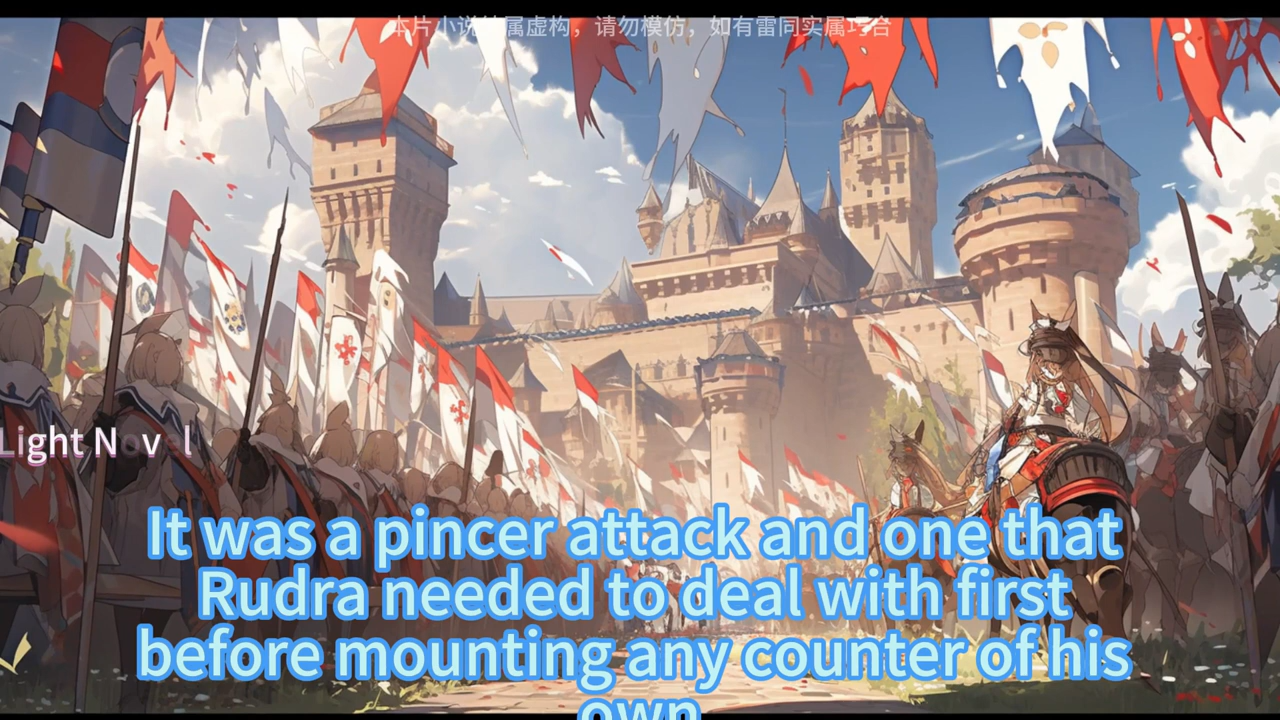 本片小说纯属虚构，请勿模仿，如有雷同实属巧合
Light Novel
It was a pincer attack and one that
Rudra needed to deal with first
before mounting any counter of his
own